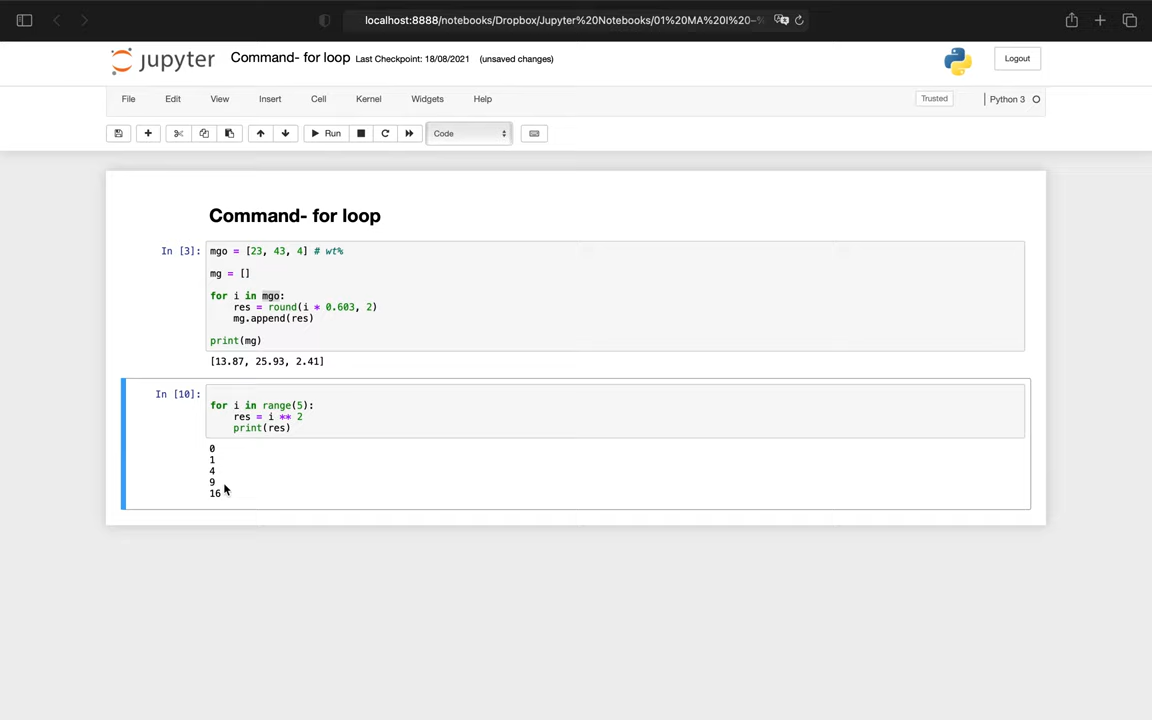 localhost:8888/notebooks/Dropbox/Jupyter%20Notebooks/01%20MA%20I%20–%
jupyter Command- for loop Last Checkpoint: 18/08/2021 (unsaved changes) Logout
File Edit View Insert Cell Kernel Widgets Help Trusted Python 3
Run Code
Command- for loop
In [3]: mgo = [23, 43, 4] # wt%
mg = []
for i in mgo:
    res = round(i * 0.603, 2)
    mg.append(res)
print(mg)
[13.87, 25.93, 2.41]
In [10]:
for i in range(5):
    res = i ** 2
    print(res)
0
1
4
9
16